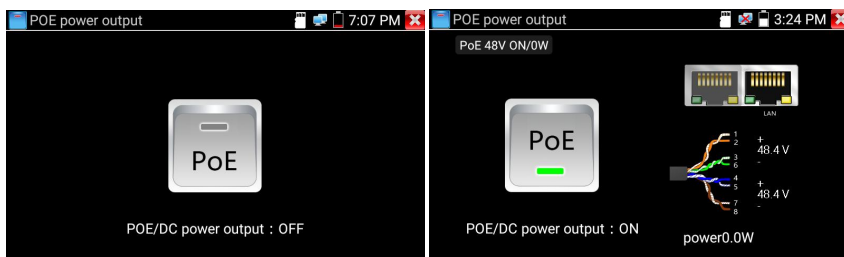 POE power output
7:07 PM
PoE
POE/DC power output : OFF
POE power output
3:24 PM
PoE 48V ON/0W
PoE
LAN
1
2
+
48.4 V
3
6
-
4
5
+
48.4 V
7
8
-
POE/DC power output : ON
power0.0W